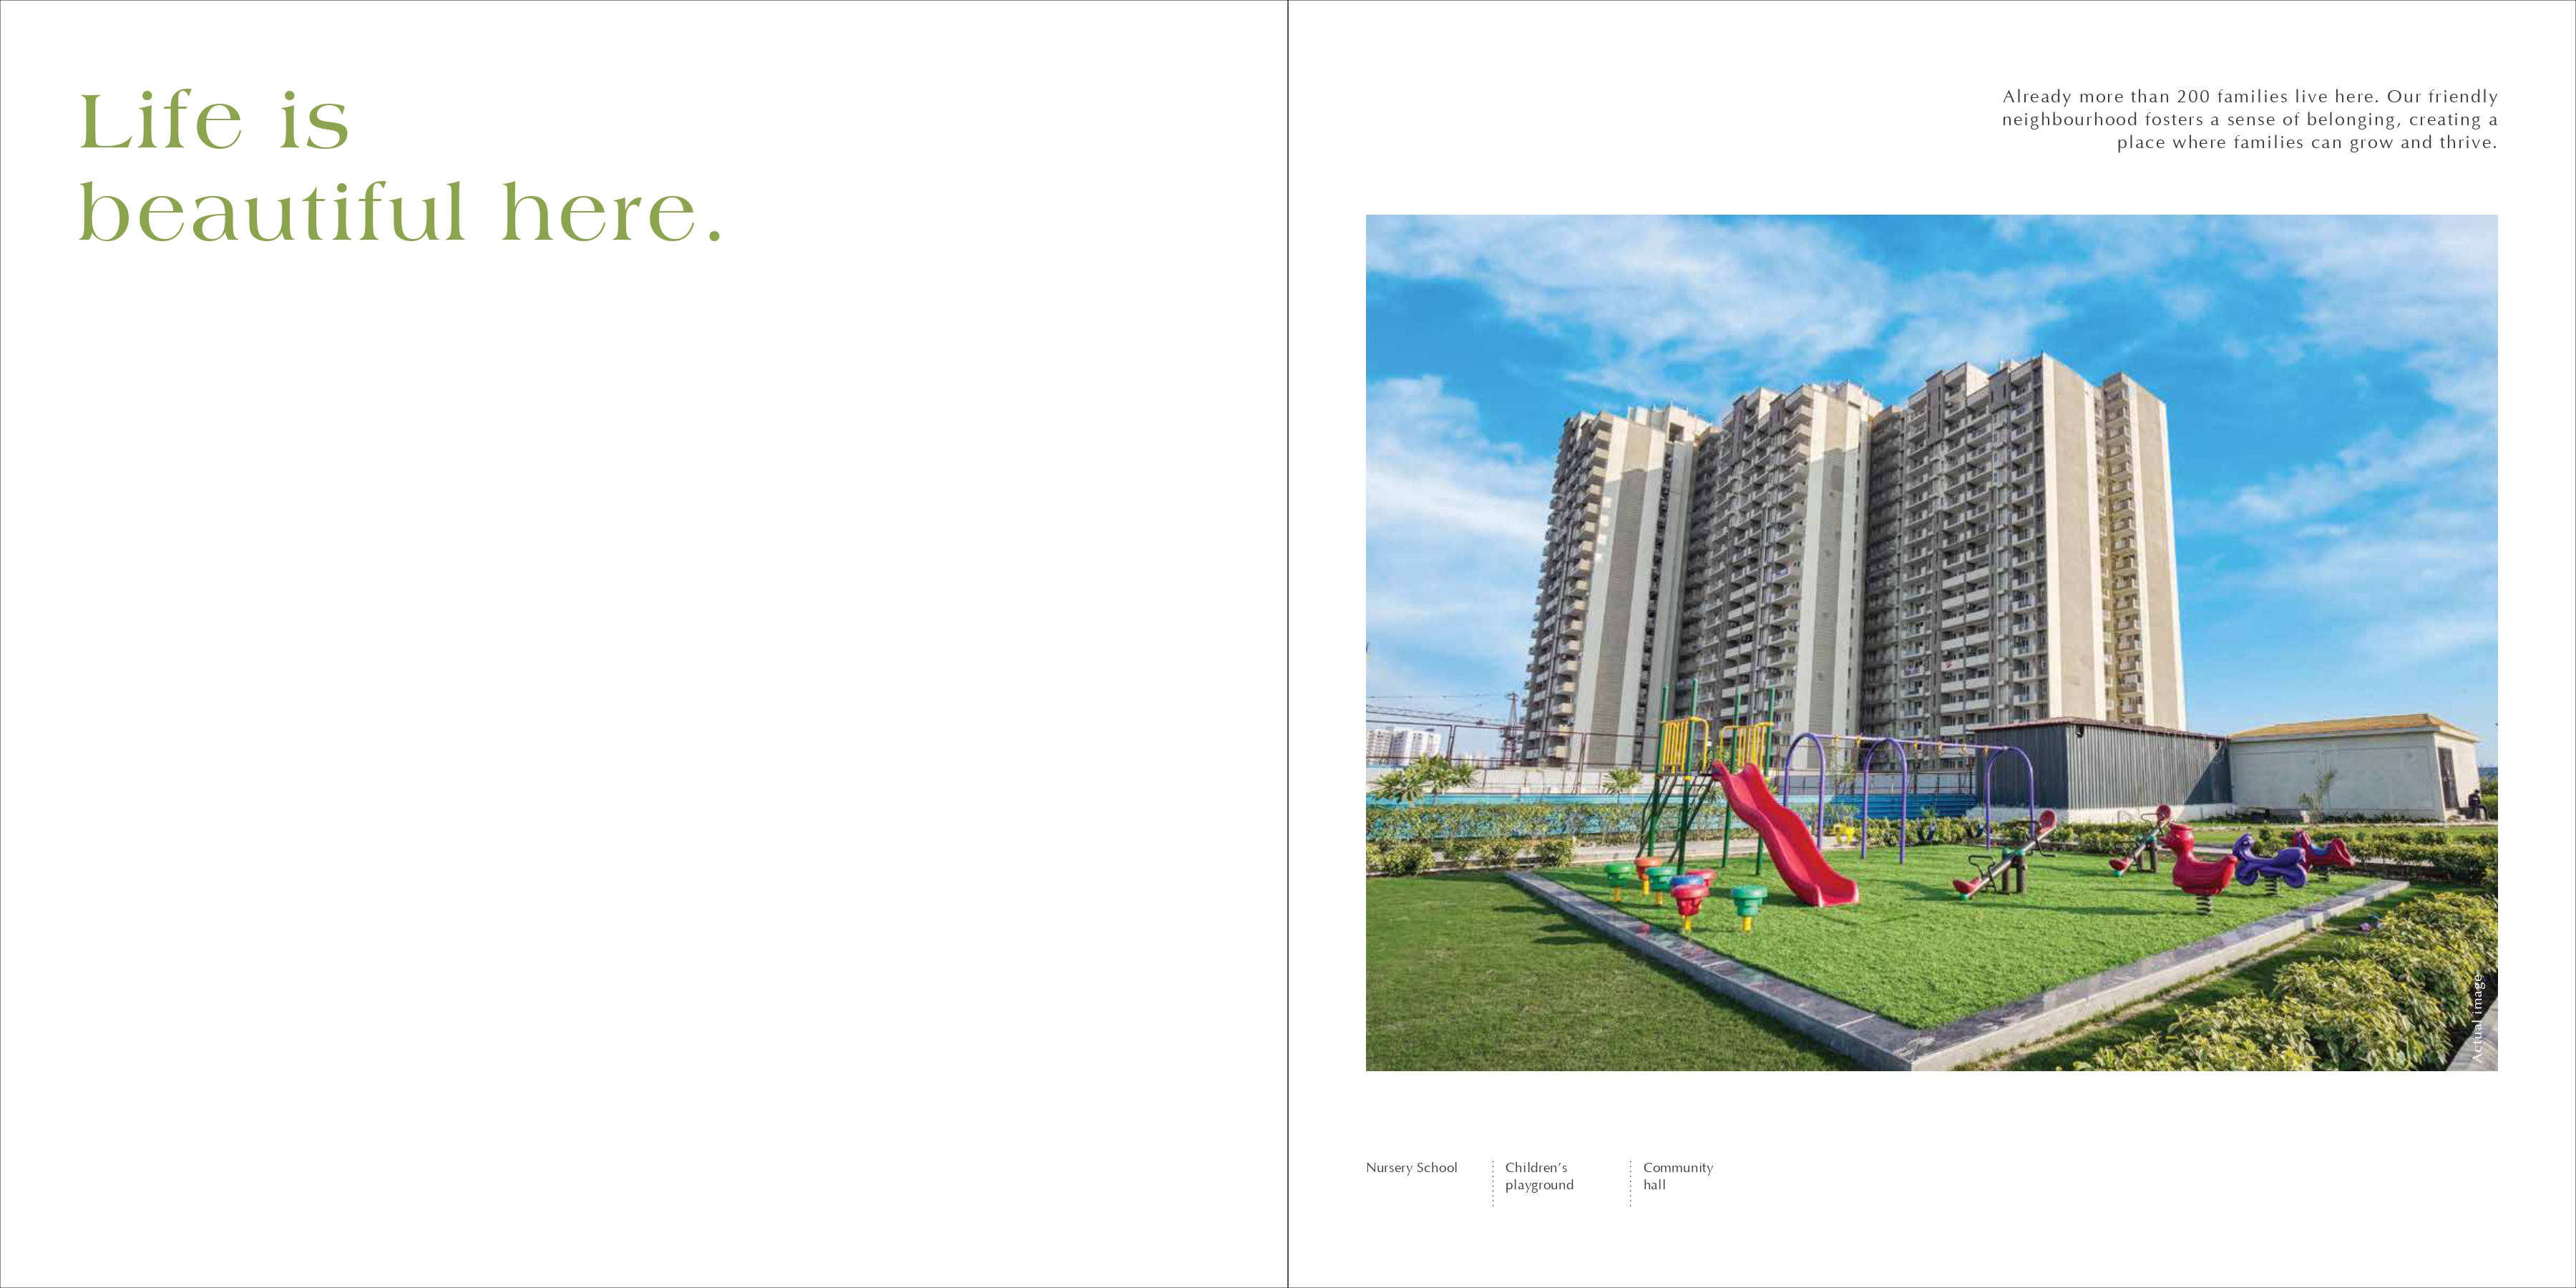 Life is
beautiful here.
Already more than 200 families live here. Our friendly
neighbourhood fosters a sense of belonging, creating a
place where families can grow and thrive.
Actual image
Nursery School
Children’s
playground
Community
hall